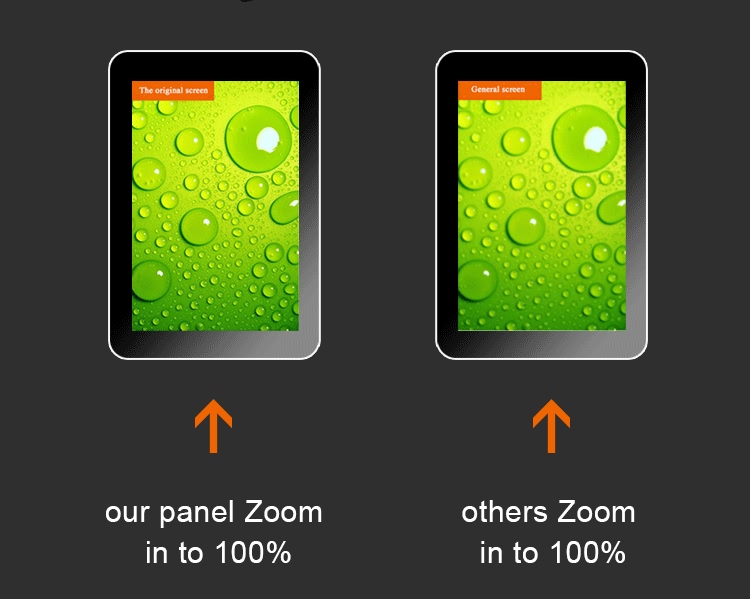 The original screen
General screen
our panel Zoom
in to 100%
others Zoom
in to 100%